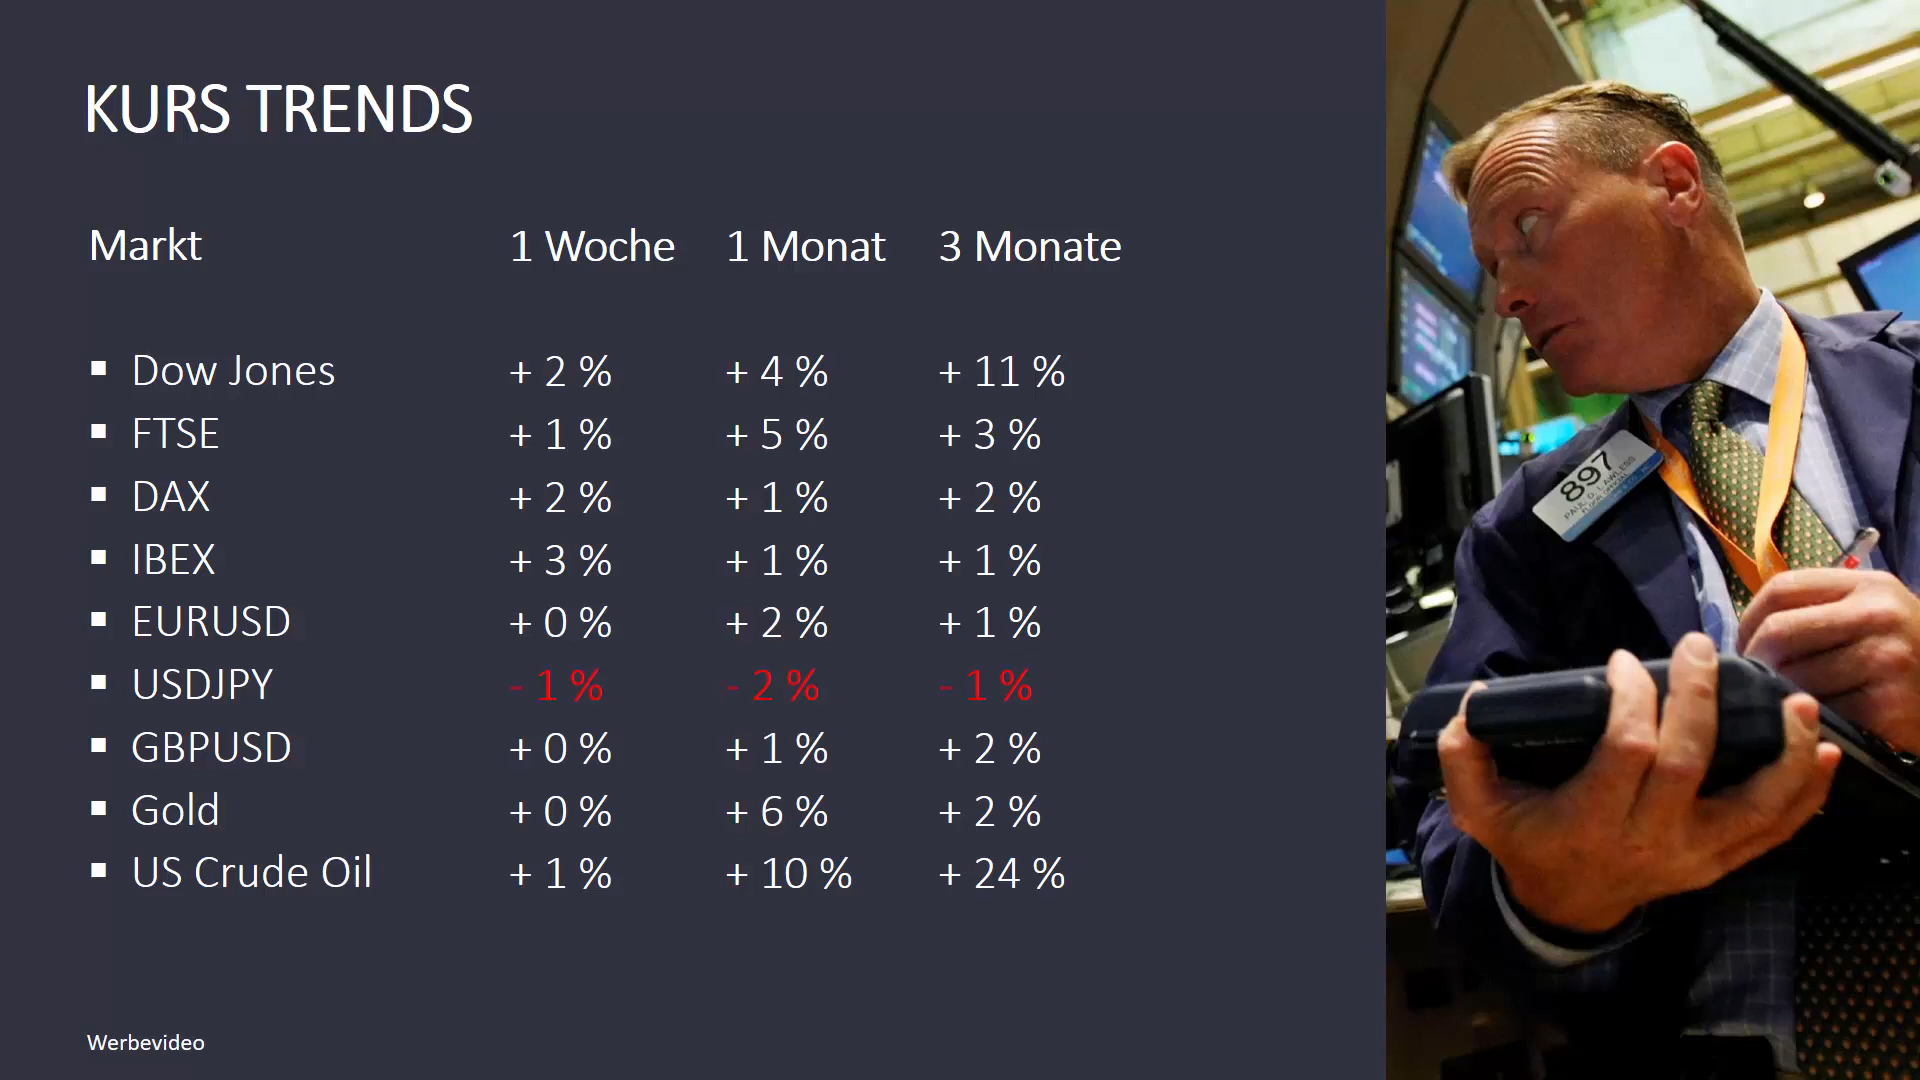 KURS TRENDS
Markt 1 Woche 1 Monat 3 Monate
▪ Dow Jones + 2 % + 4 % + 11 %
▪ FTSE + 1 % + 5 % + 3 %
▪ DAX + 2 % + 1 % + 2 %
▪ IBEX + 3 % + 1 % + 1 %
▪ EURUSD + 0 % + 2 % + 1 %
▪ USDJPY - 1 % - 2 % - 1 %
▪ GBPUSD + 0 % + 1 % + 2 %
▪ Gold + 0 % + 6 % + 2 %
▪ US Crude Oil + 1 % + 10 % + 24 %
Werbevideo
897
PAUL D. LAWLESS